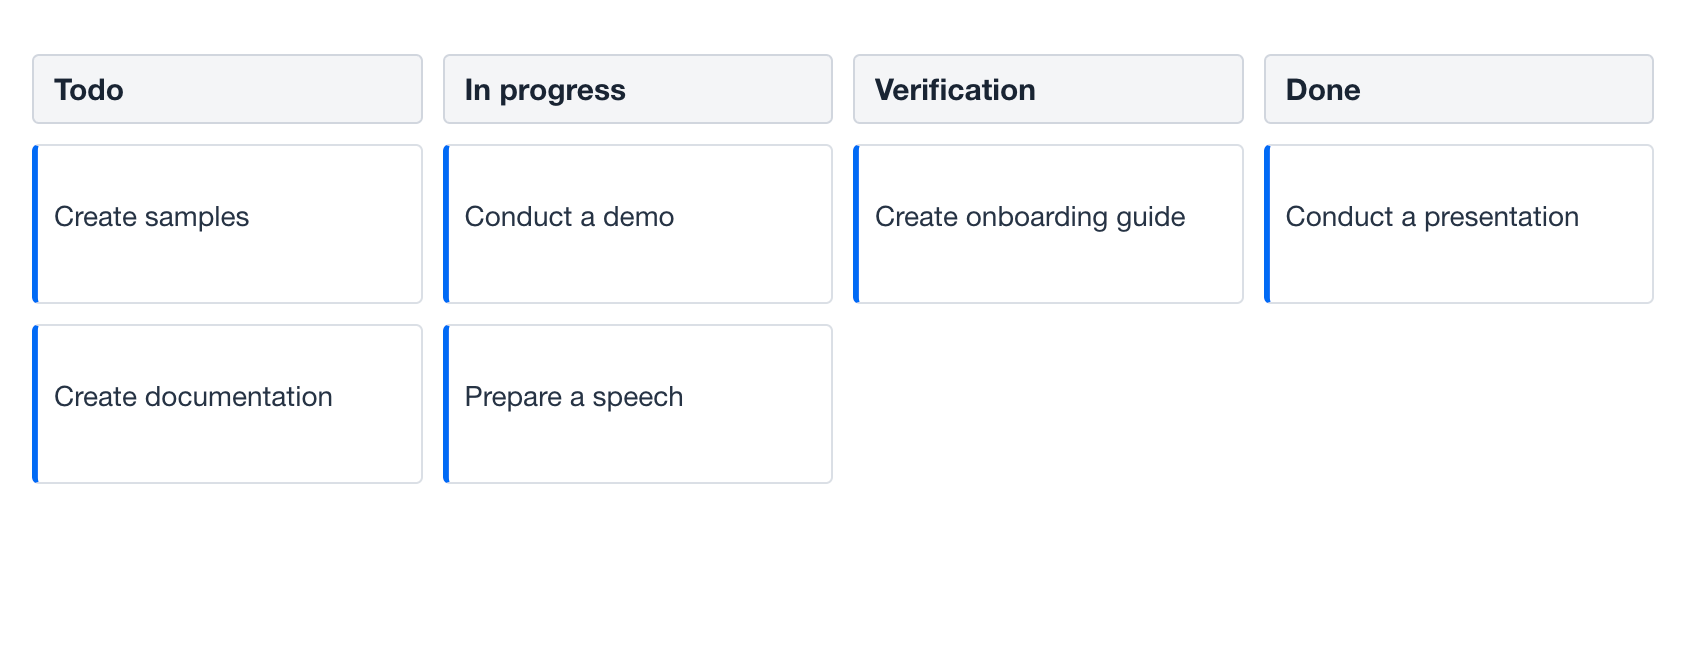 Todo
In progress
Verification
Done
Create samples
Conduct a demo
Create onboarding guide
Conduct a presentation
Create documentation
Prepare a speech